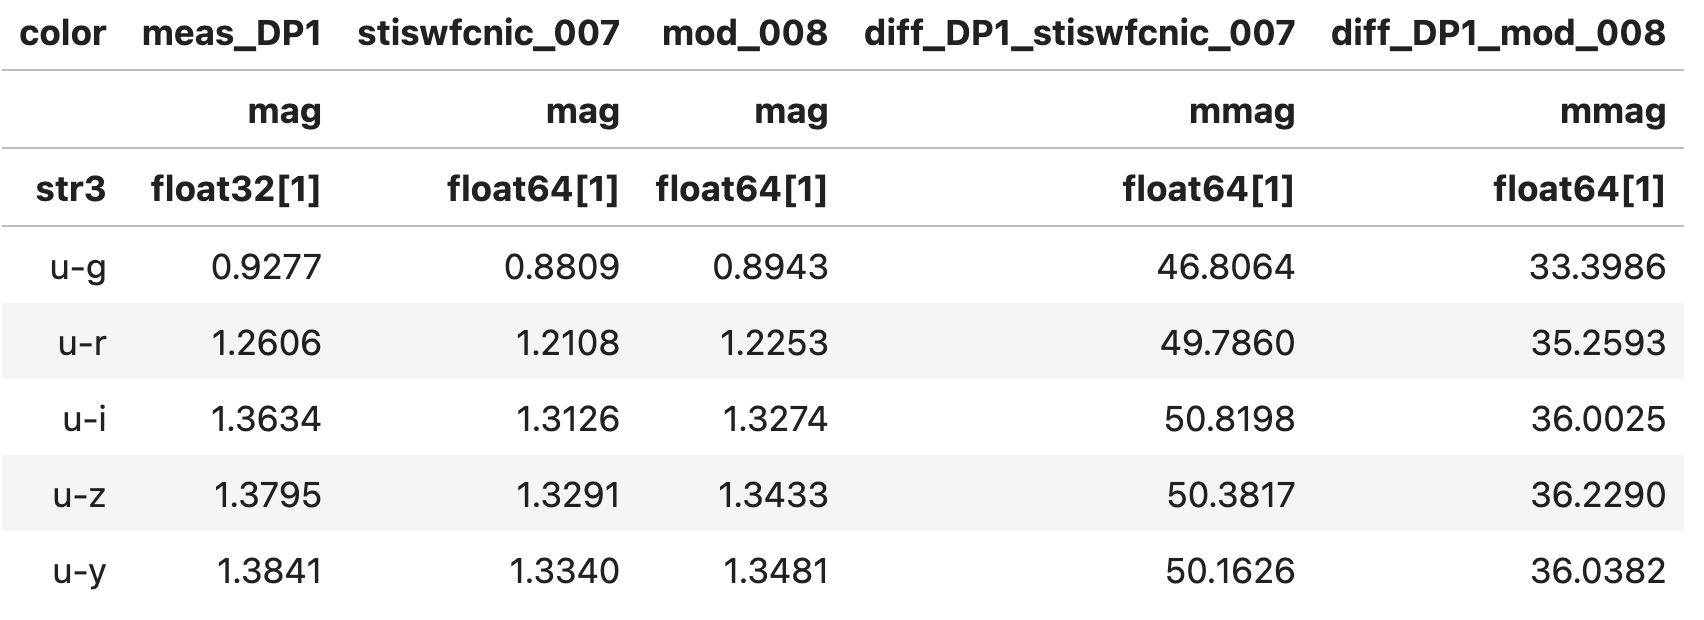 color meas_DP1 stiswfcnic_007 mod_008 diff_DP1_stiswfcnic_007 diff_DP1_mod_008
mag mag mag mmag mmag
str3 float32[1] float64[1] float64[1] float64[1] float64[1]
u-g 0.9277 0.8809 0.8943 46.8064 33.3986
u-r 1.2606 1.2108 1.2253 49.7860 35.2593
u-i 1.3634 1.3126 1.3274 50.8198 36.0025
u-z 1.3795 1.3291 1.3433 50.3817 36.2290
u-y 1.3841 1.3340 1.3481 50.1626 36.0382